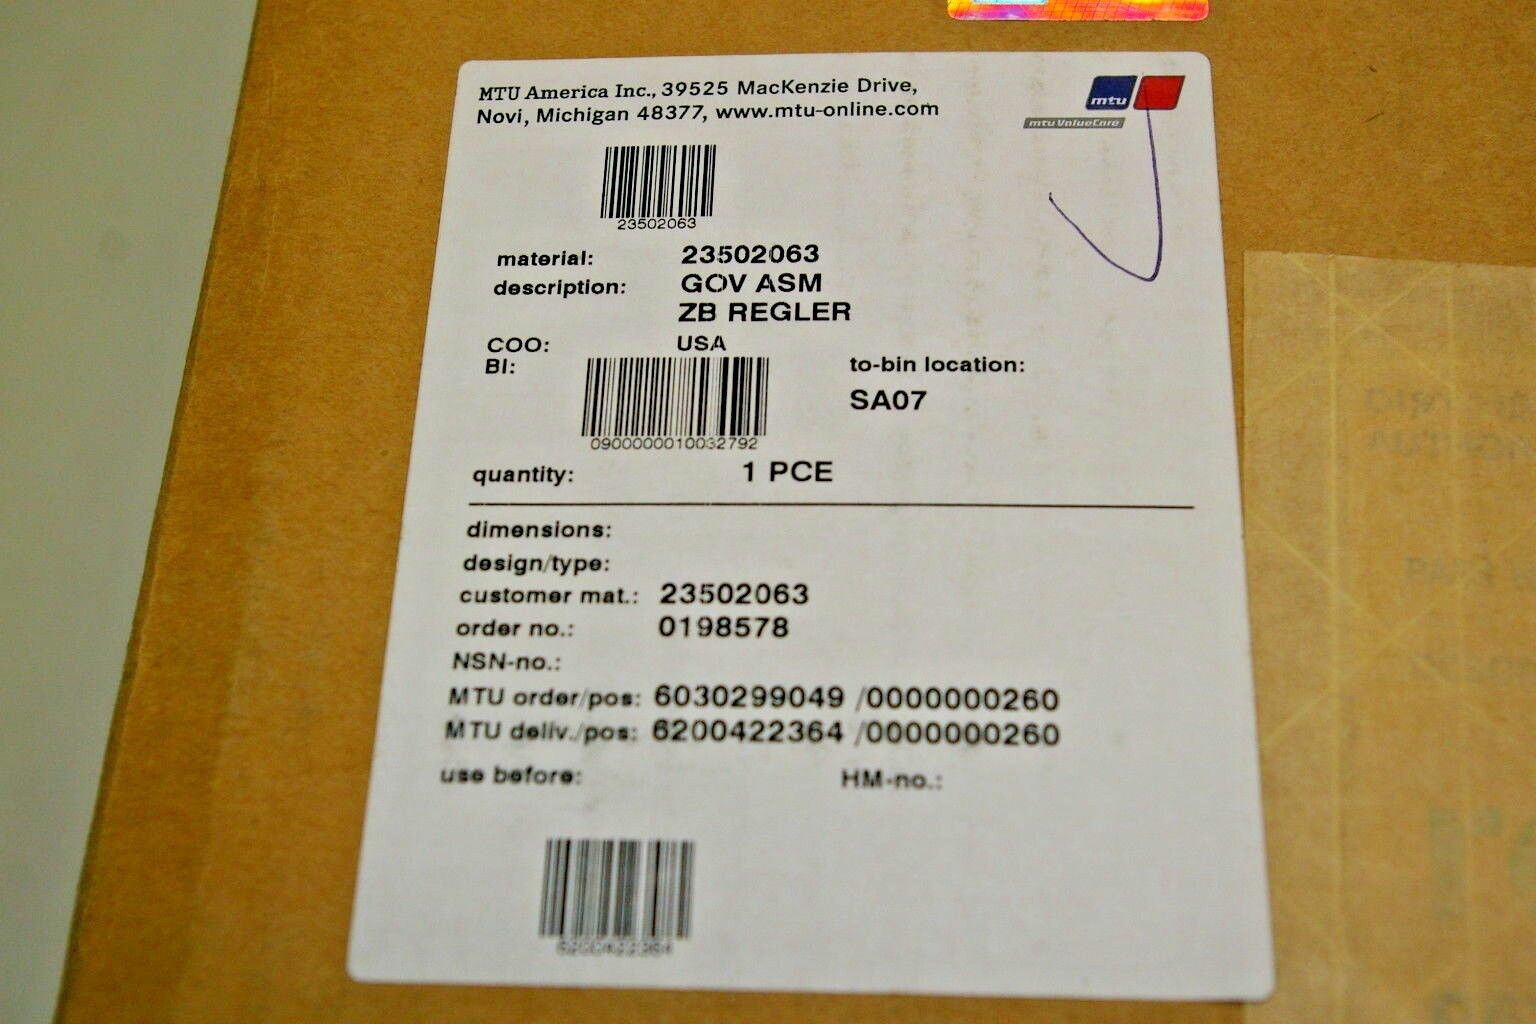 MTU America Inc., 39525 MacKenzie Drive,
Novi, Michigan 48377, www.mtu-online.com
mtu
mtu ValueCare
23502063
material: 23502063
description: GOV ASM
ZB REGLER
COO: USA
BI:
to-bin location:
SA07
0900000010032792
quantity: 1 PCE
dimensions:
design/type:
customer mat.: 23502063
order no.: 0198578
NSN-no.:
MTU order/pos: 6030299049 /0000000260
MTU deliv./pos: 6200422364 /0000000260
use before: HM-no.:
6200422364